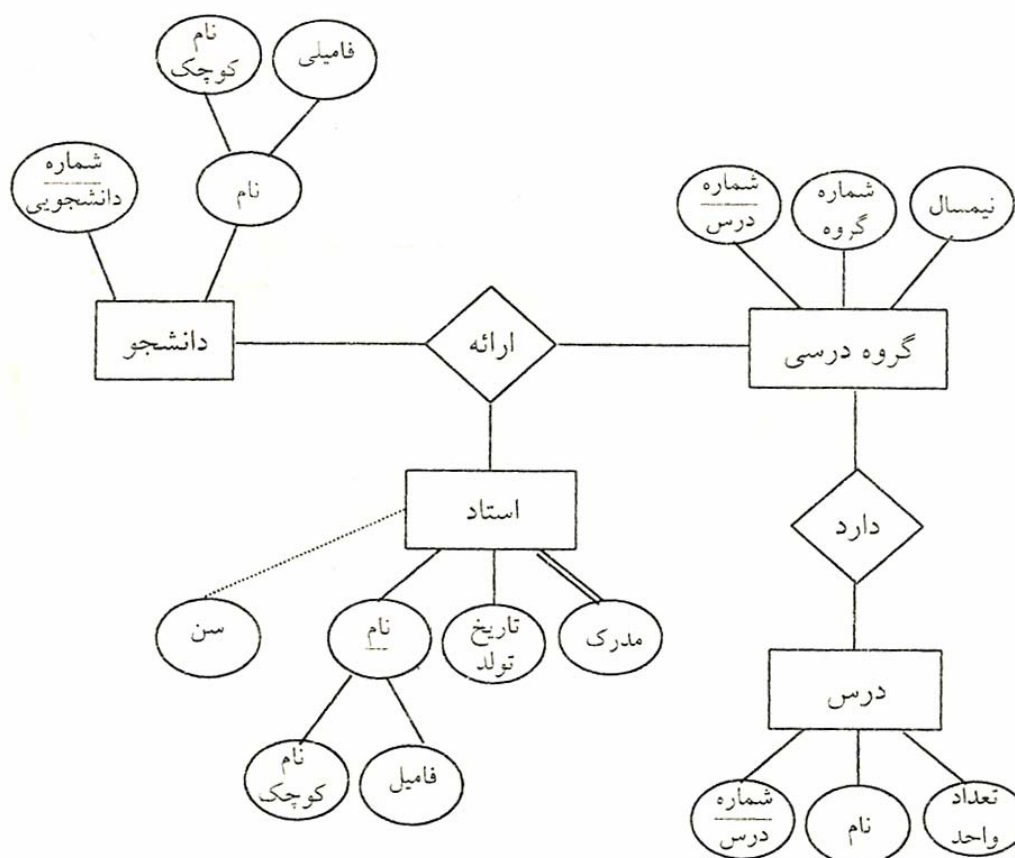 نام
کوچک
فامیلی
شماره
دانشجویی
نام
شماره
درس
شماره
گروه
نیمسال
دانشجو
ارائه
گروه درسی
استاد
دارد
سن
نام
تاریخ
تولد
مدرک
درس
نام
کوچک
فامیل
شماره
درس
نام
تعداد
واحد